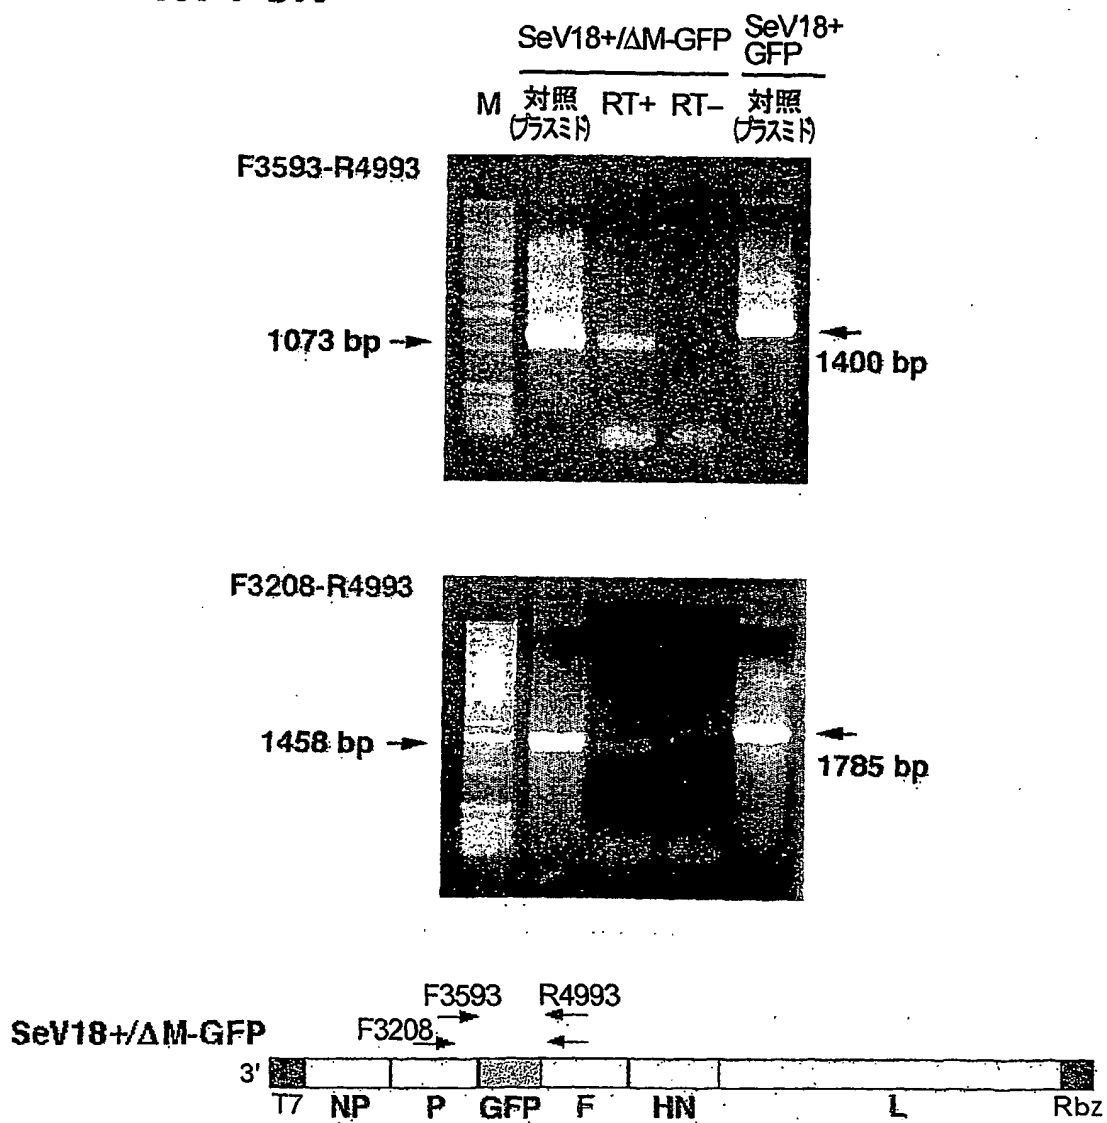 SeV18+/ΔM-GFP
SeV18+
GFP
M 対照 RT+ RT− 対照
(プラスミド) (プラスミド)
F3593-R4993
1073 bp
1400 bp
F3208-R4993
1458 bp
1785 bp
F3593 R4993
F3208
SeV18+/ΔM-GFP
3'
T7 NP P GFP F HN L Rbz